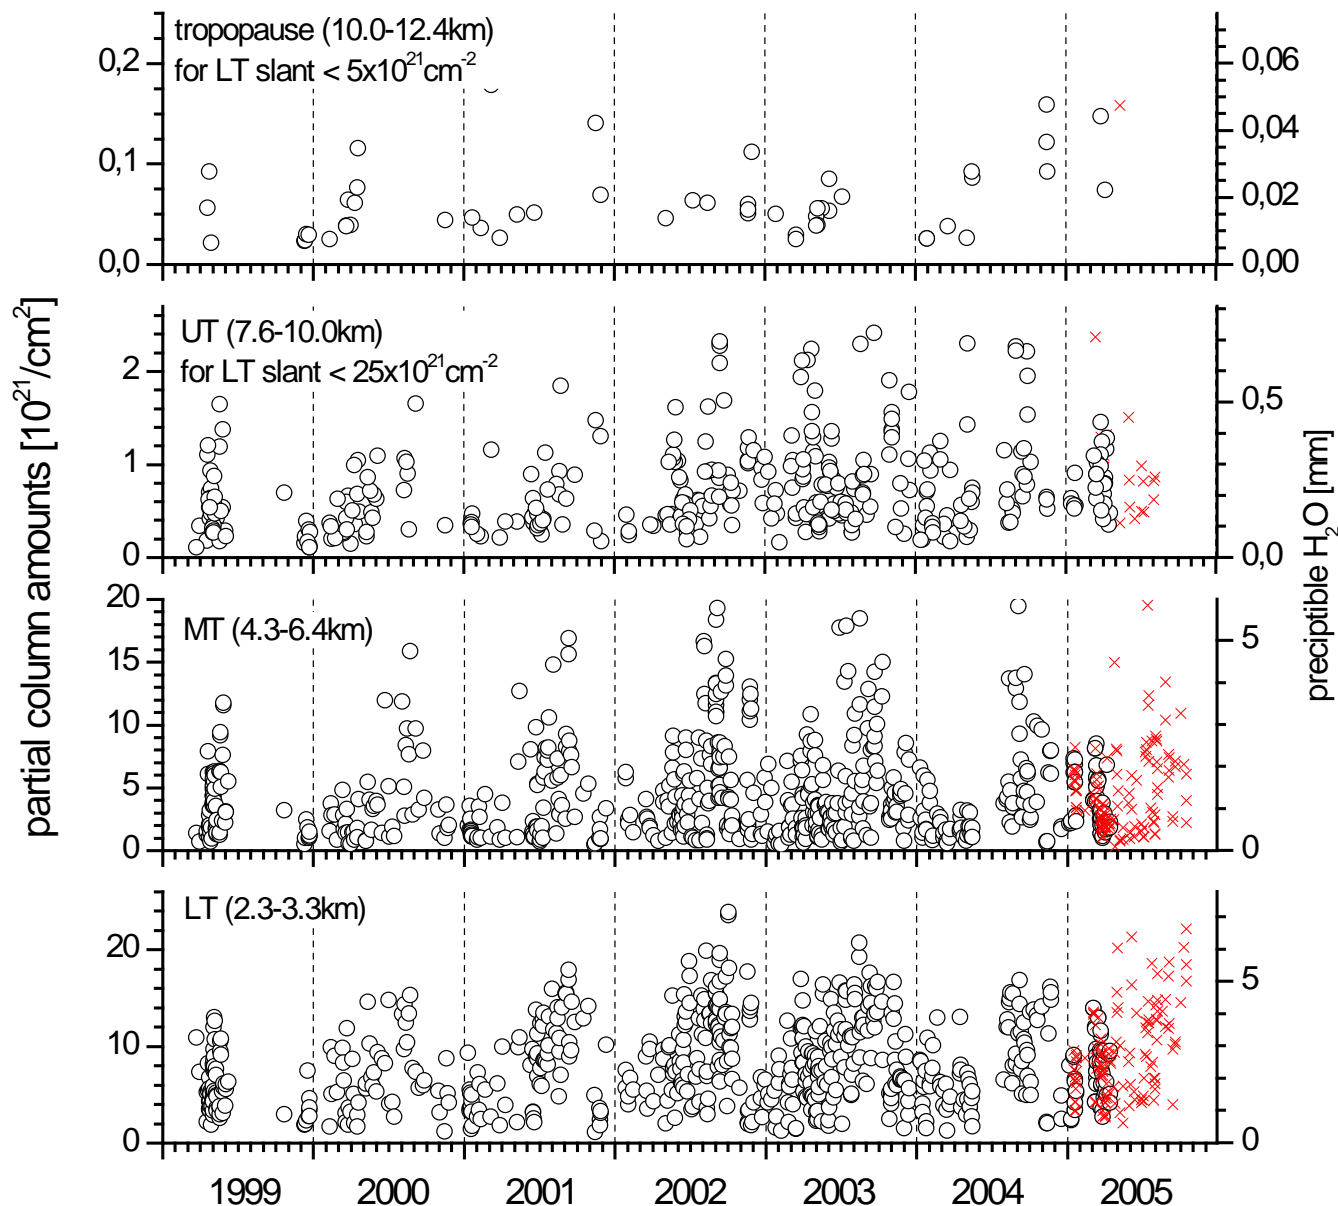 tropopause (10.0-12.4km)
for LT slant < 5x10²¹cm⁻²
0,2
0,1
0,0
0,06
0,04
0,02
0,00
UT (7.6-10.0km)
for LT slant < 25x10²¹cm⁻²
2
1
0
0,5
0,0
MT (4.3-6.4km)
20
15
10
5
0
5
0
LT (2.3-3.3km)
20
10
0
5
0
partial column amounts [10²¹/cm²]
preciptible H₂O [mm]
1999 2000 2001 2002 2003 2004 2005